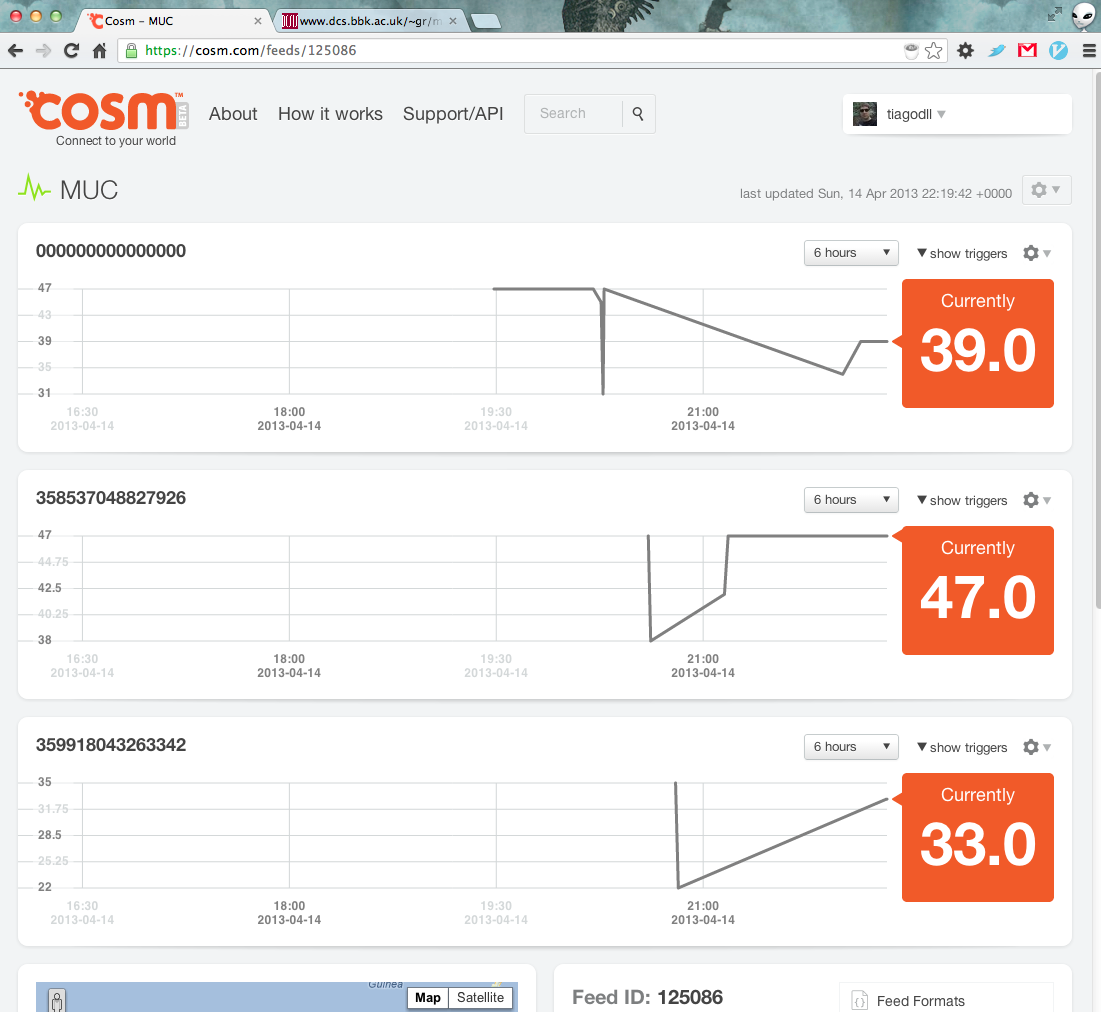 Cosm - MUC
www.dcs.bbk.ac.uk/~gr/m
https://cosm.com/feeds/125086
cosm™ BETA
Connect to your world
About How it works Support/API
Search
tiagodll
MUC
last updated Sun, 14 Apr 2013 22:19:42 +0000
000000000000000
6 hours
show triggers
47
43
39
35
31
16:30 18:00 19:30 21:00
2013-04-14 2013-04-14 2013-04-14 2013-04-14
Currently
39.0
358537048827926
6 hours
show triggers
47
44.75
42.5
40.25
38
16:30 18:00 19:30 21:00
2013-04-14 2013-04-14 2013-04-14 2013-04-14
Currently
47.0
359918043263342
6 hours
show triggers
35
31.75
28.5
25.25
22
16:30 18:00 19:30 21:00
2013-04-14 2013-04-14 2013-04-14 2013-04-14
Currently
33.0
Guinea
Map Satellite
Feed ID: 125086
{} Feed Formats